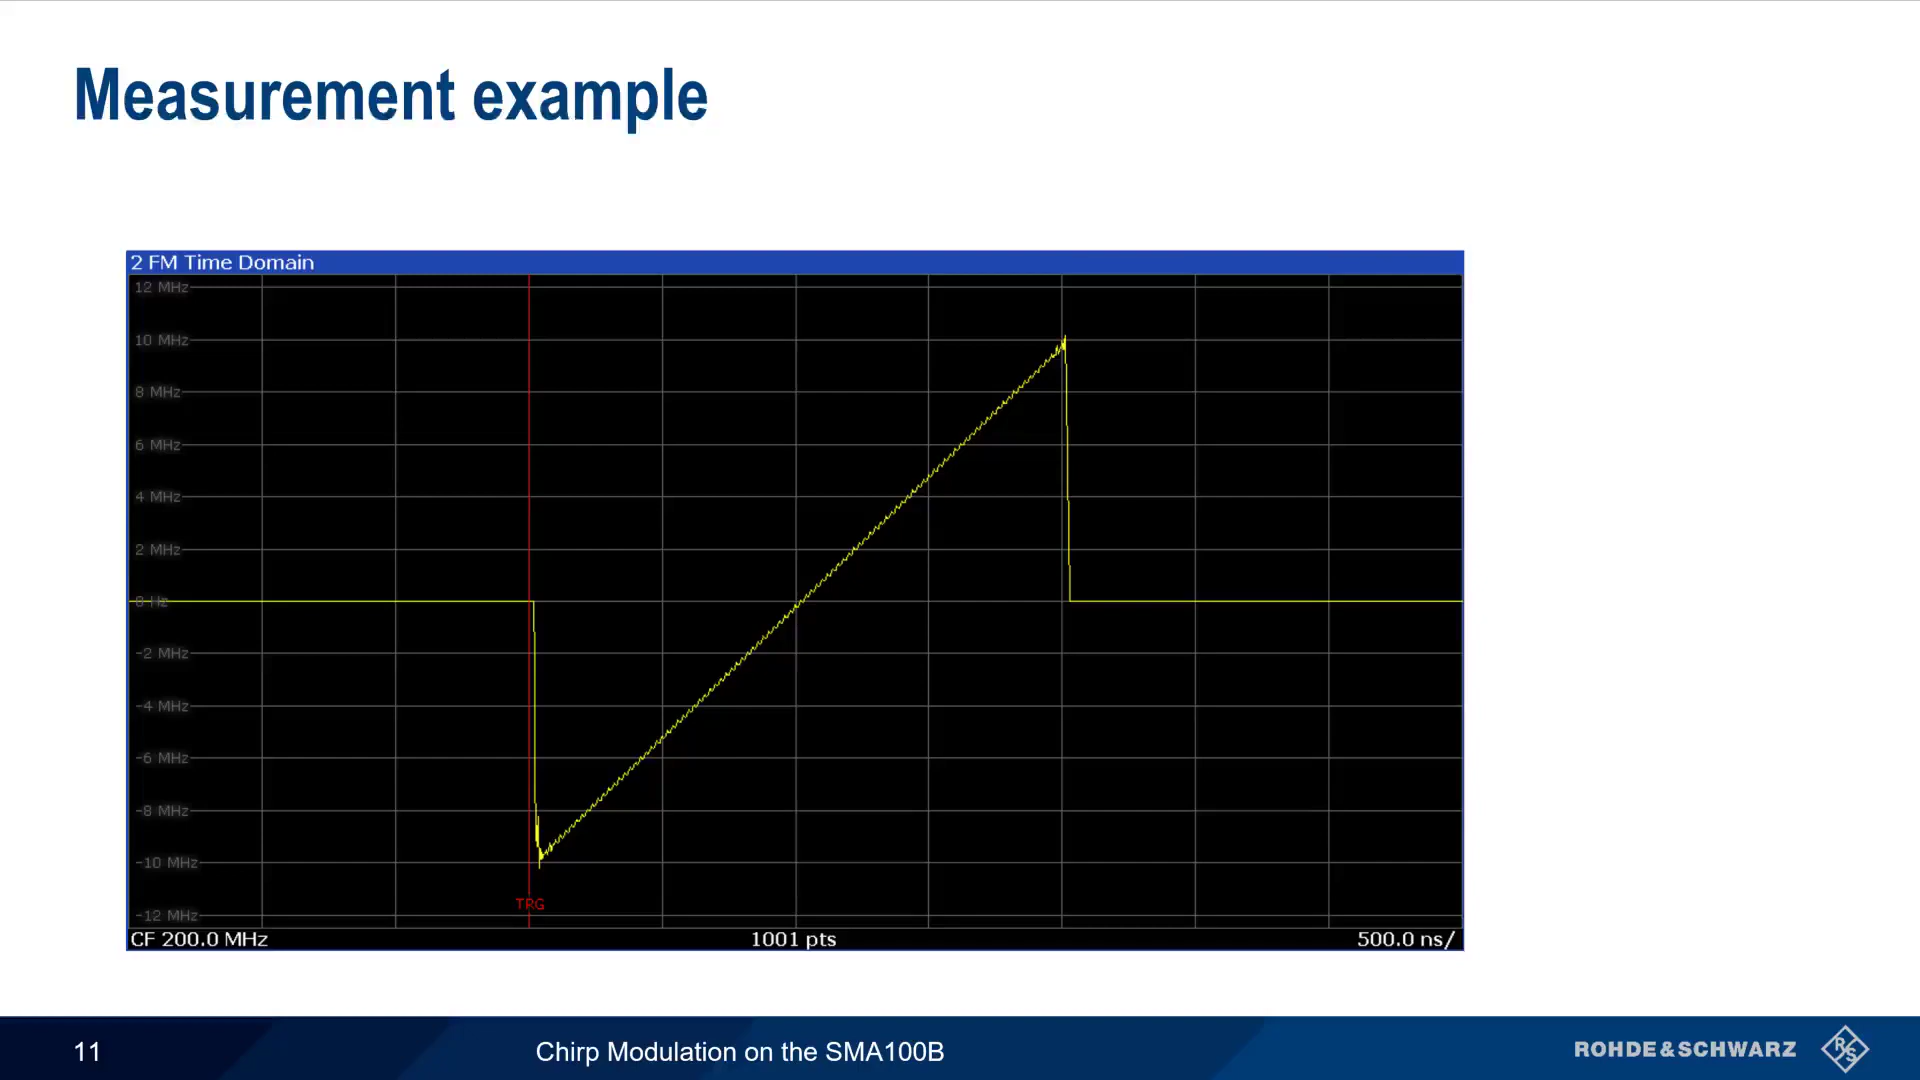 Measurement example
2 FM Time Domain
12 MHz
10 MHz
8 MHz
6 MHz
4 MHz
2 MHz
0 Hz
-2 MHz
-4 MHz
-6 MHz
-8 MHz
-10 MHz
TRG
-12 MHz
CF 200.0 MHz 1001 pts 500.0 ns/
11 Chirp Modulation on the SMA100B ROHDE&SCHWARZ R&S